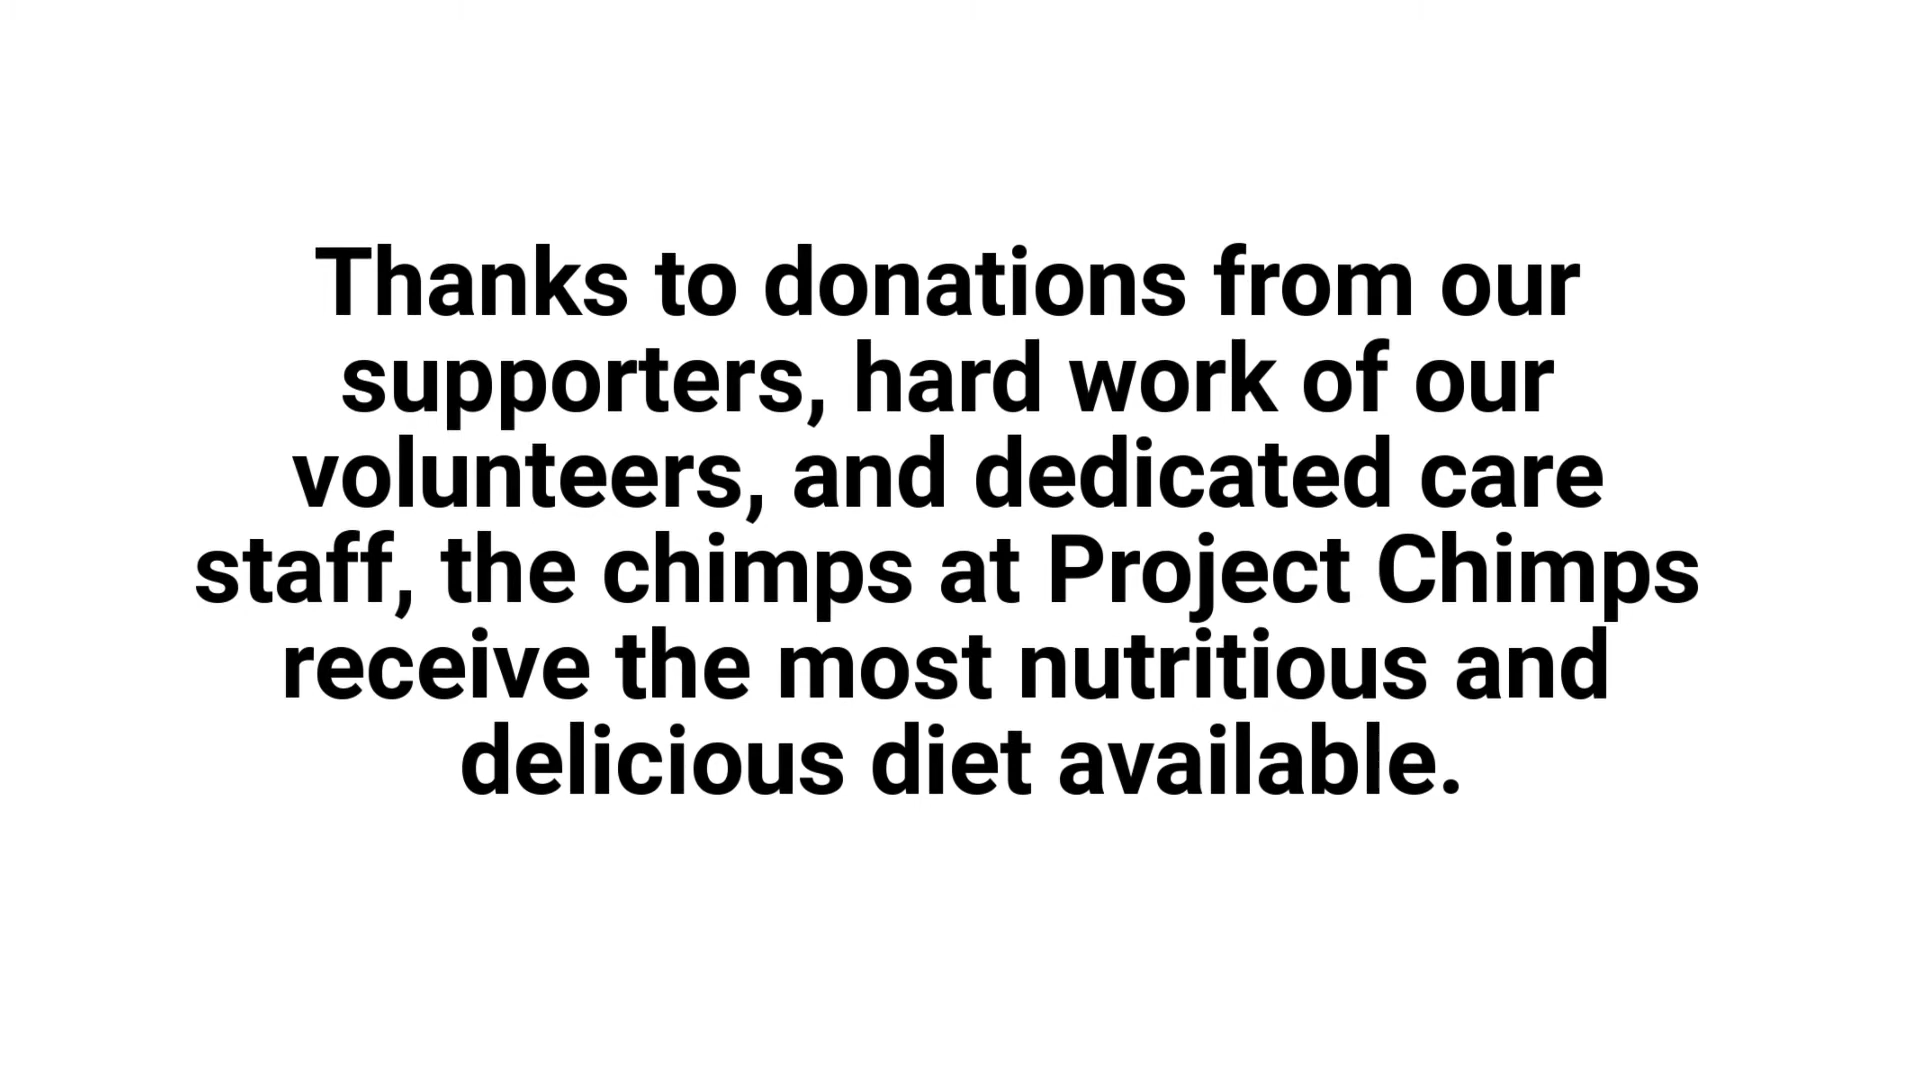 Thanks to donations from our
supporters, hard work of our
volunteers, and dedicated care
staff, the chimps at Project Chimps
receive the most nutritious and
delicious diet available.